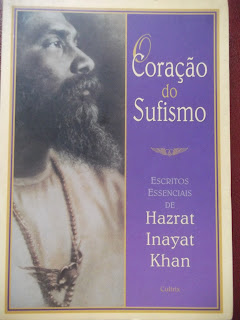 O
Coração
do
Sufismo
ESCRITOS
ESSENCIAIS
DE
Hazrat
Inayat
Khan
Cultrix